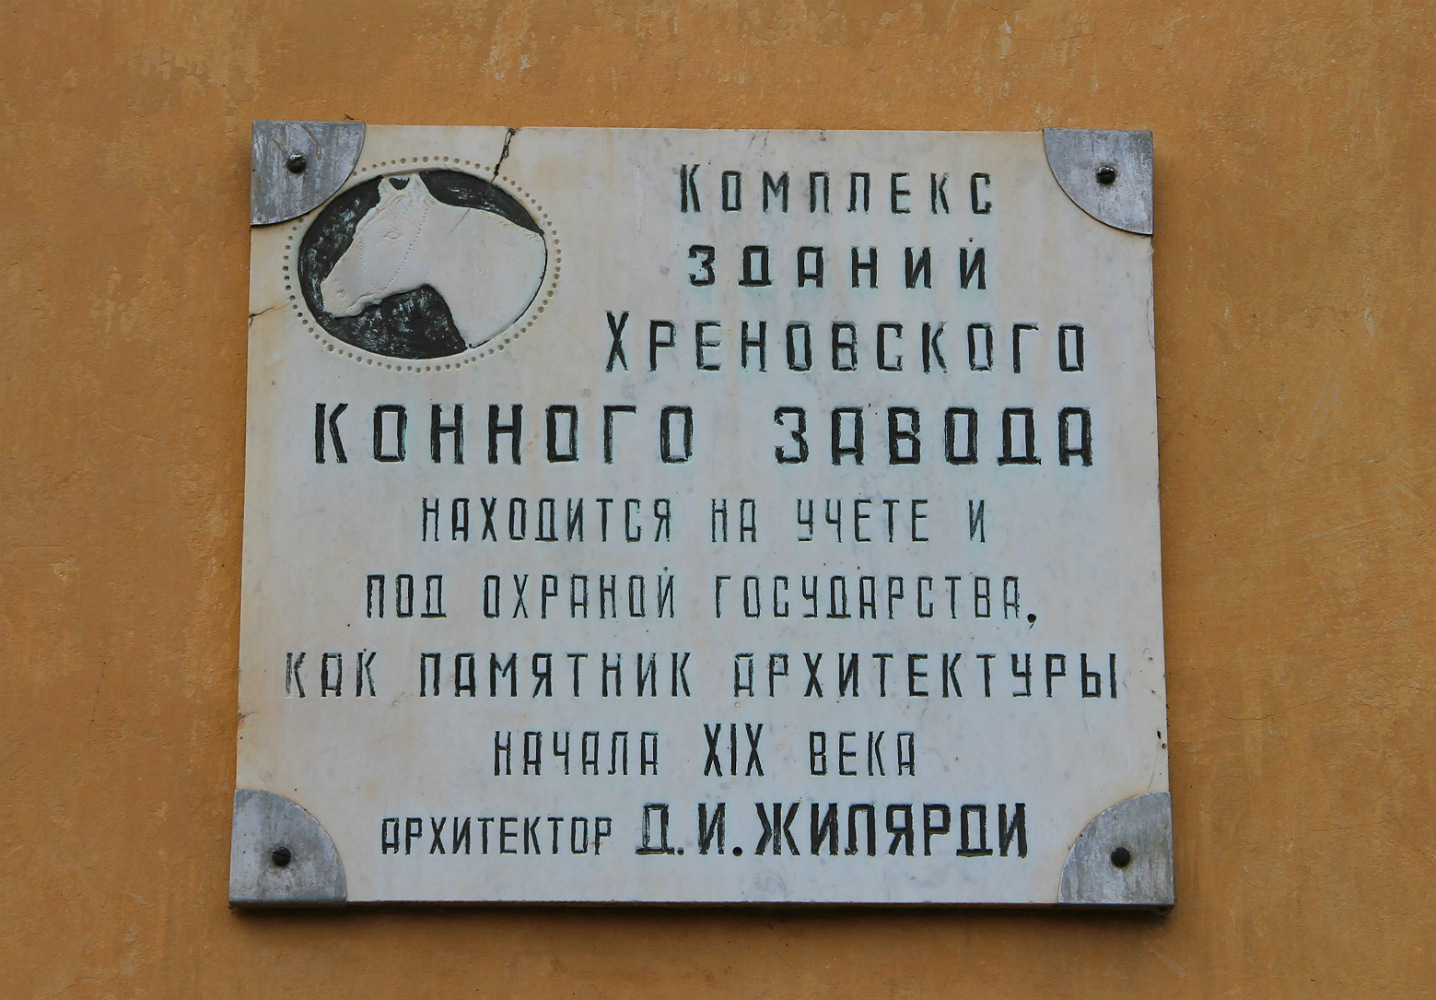 Комплекс
зданий
Хреновского
конного завода
находится на учете и
под охраной государства,
как памятник архитектуры
начала XIX века
архитектор Д.И.Жилярди